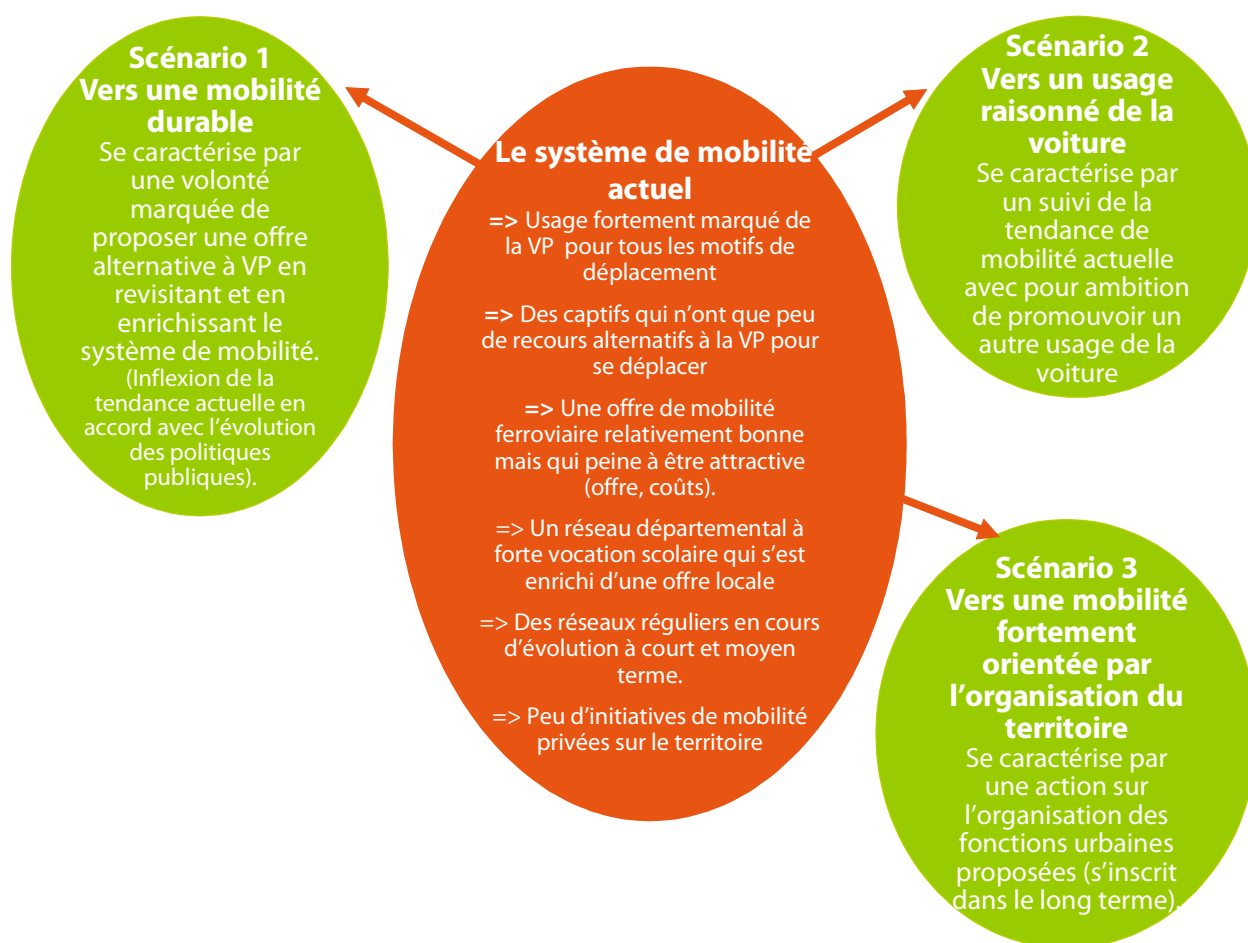 Scénario 1
Vers une mobilité
durable
Se caractérise par
une volonté
marquée de
proposer une offre
alternative à VP en
revisitant et en
enrichissant le
système de mobilité.
(Inflexion de la
tendance actuelle en
accord avec l'évolution
des politiques
publiques).
Le système de mobilité
actuel
=> Usage fortement marqué de
la VP pour tous les motifs de
déplacement
=> Des captifs qui n'ont que peu
de recours alternatifs à la VP pour
se déplacer
=> Une offre de mobilité
ferroviaire relativement bonne
mais qui peine à être attractive
(offre, coûts).
=> Un réseau départemental à
forte vocation scolaire qui s'est
enrichi d'une offre locale
=> Des réseaux réguliers en cours
d'évolution à court et moyen
terme.
=> Peu d'initiatives de mobilité
privées sur le territoire
Scénario 2
Vers un usage
raisonné de la
voiture
Se caractérise par
un suivi de la
tendance de
mobilité actuelle
avec pour ambition
de promouvoir un
autre usage de la
voiture
Scénario 3
Vers une mobilité
fortement
orientée par
l'organisation du
territoire
Se caractérise par
une action sur
l'organisation des
fonctions urbaines
proposées (s'inscrit
dans le long terme).